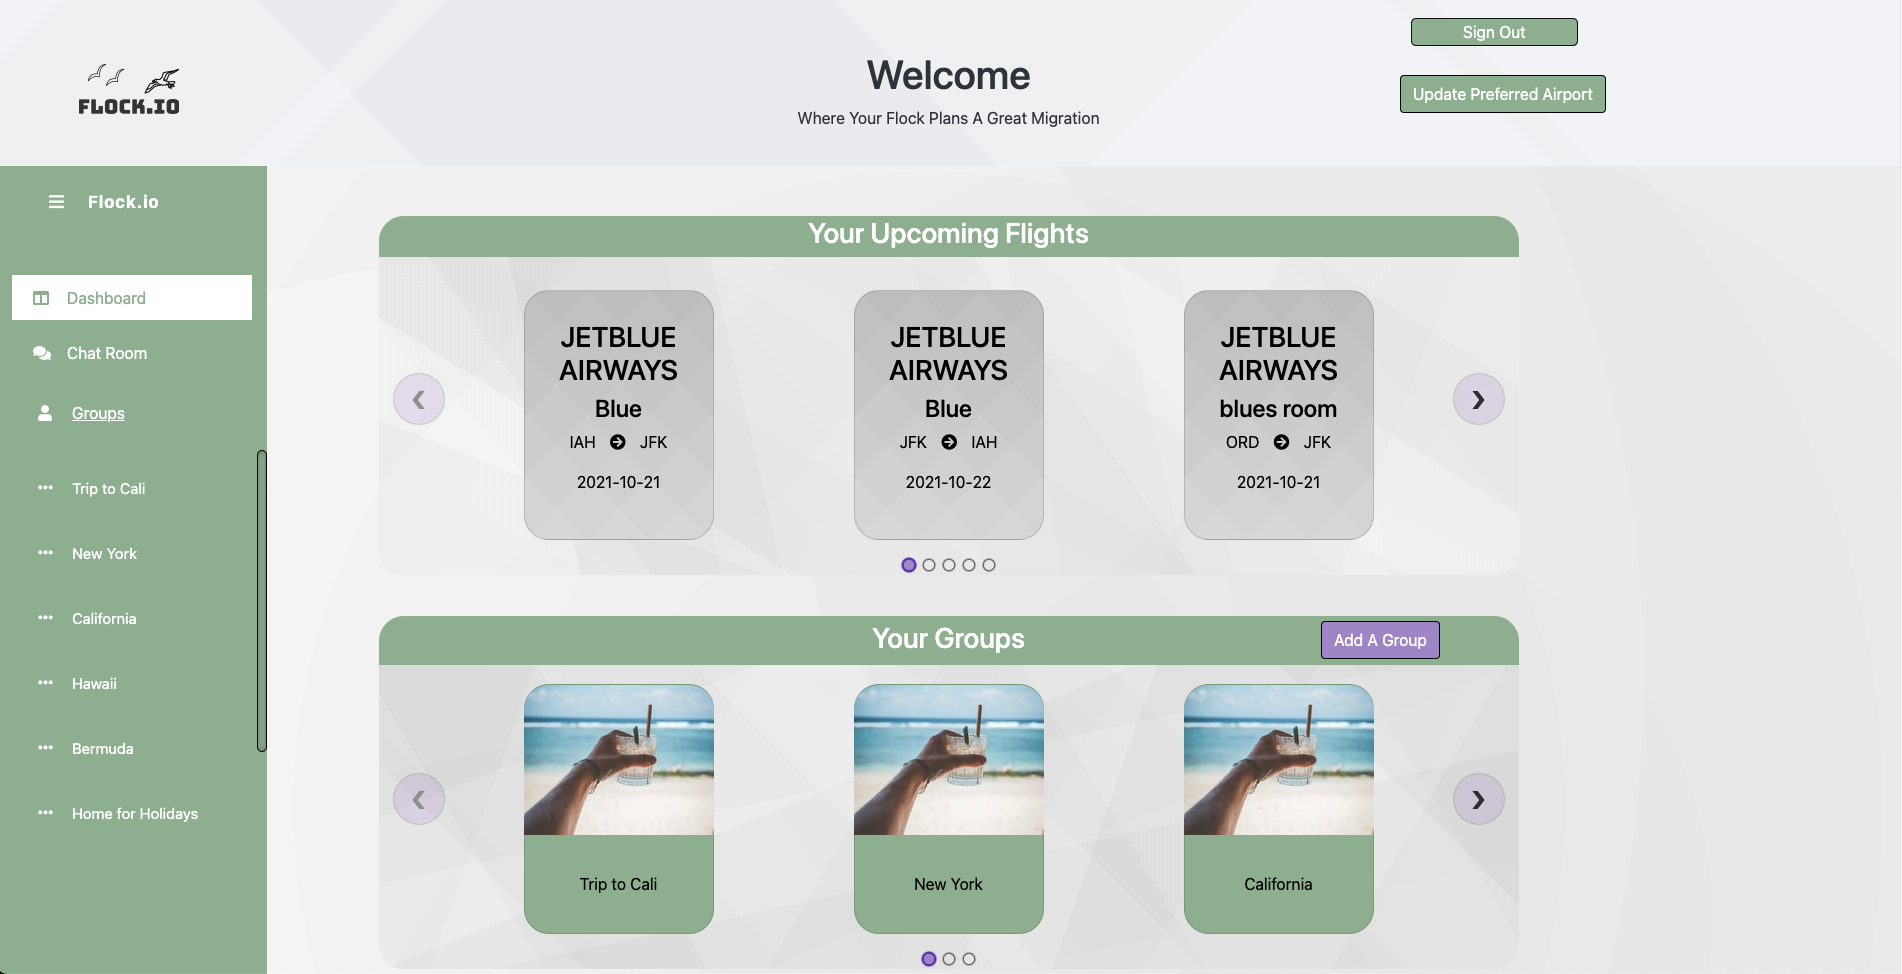 FLOCK.IO
Welcome
Where Your Flock Plans A Great Migration
Sign Out
Update Preferred Airport
Flock.io
Dashboard
Chat Room
Groups
Trip to Cali
New York
California
Hawaii
Bermuda
Home for Holidays
Your Upcoming Flights
JETBLUE
AIRWAYS
Blue
IAH JFK
2021-10-21
JETBLUE
AIRWAYS
Blue
JFK IAH
2021-10-22
JETBLUE
AIRWAYS
blues room
ORD JFK
2021-10-21
Your Groups
Add A Group
Trip to Cali
New York
California